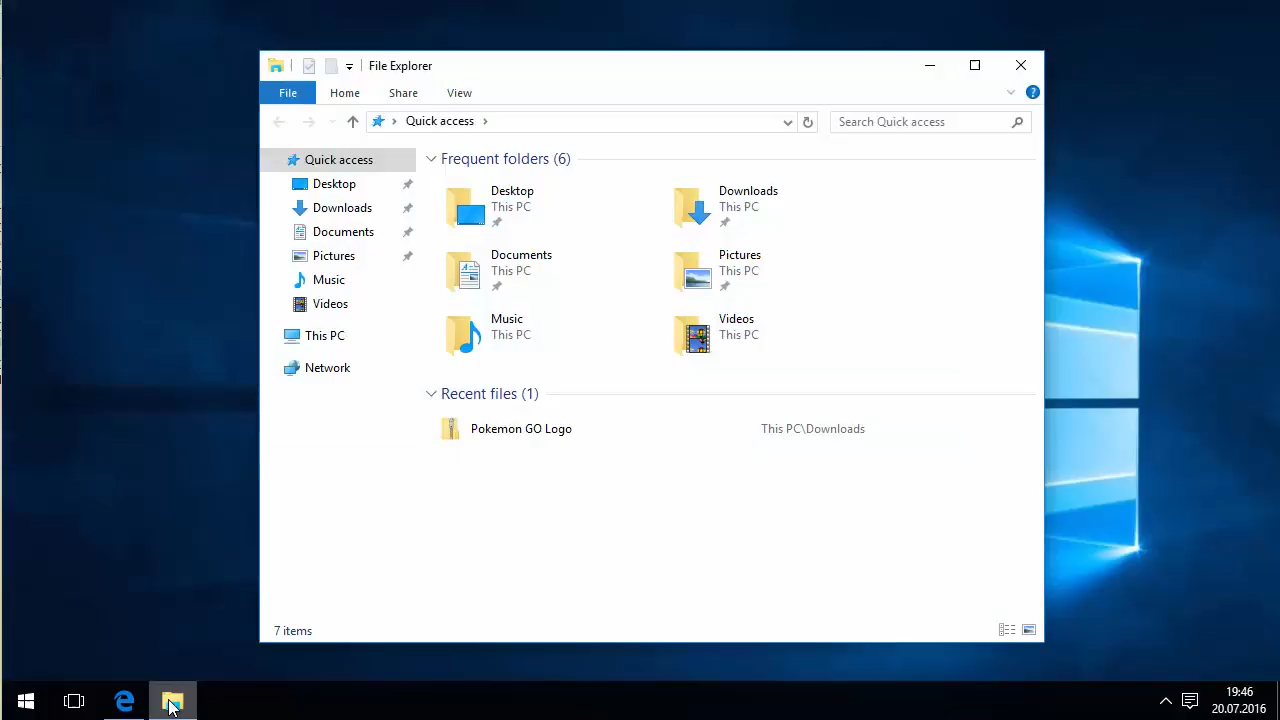 File Explorer
File Home Share View
Quick access
Search Quick access
Quick access
Desktop
Downloads
Documents
Pictures
Music
Videos
This PC
Network
Frequent folders (6)
Desktop
This PC
Downloads
This PC
Documents
This PC
Pictures
This PC
Music
This PC
Videos
This PC
Recent files (1)
Pokemon GO Logo This PC\Downloads
7 items
19:46
20.07.2016